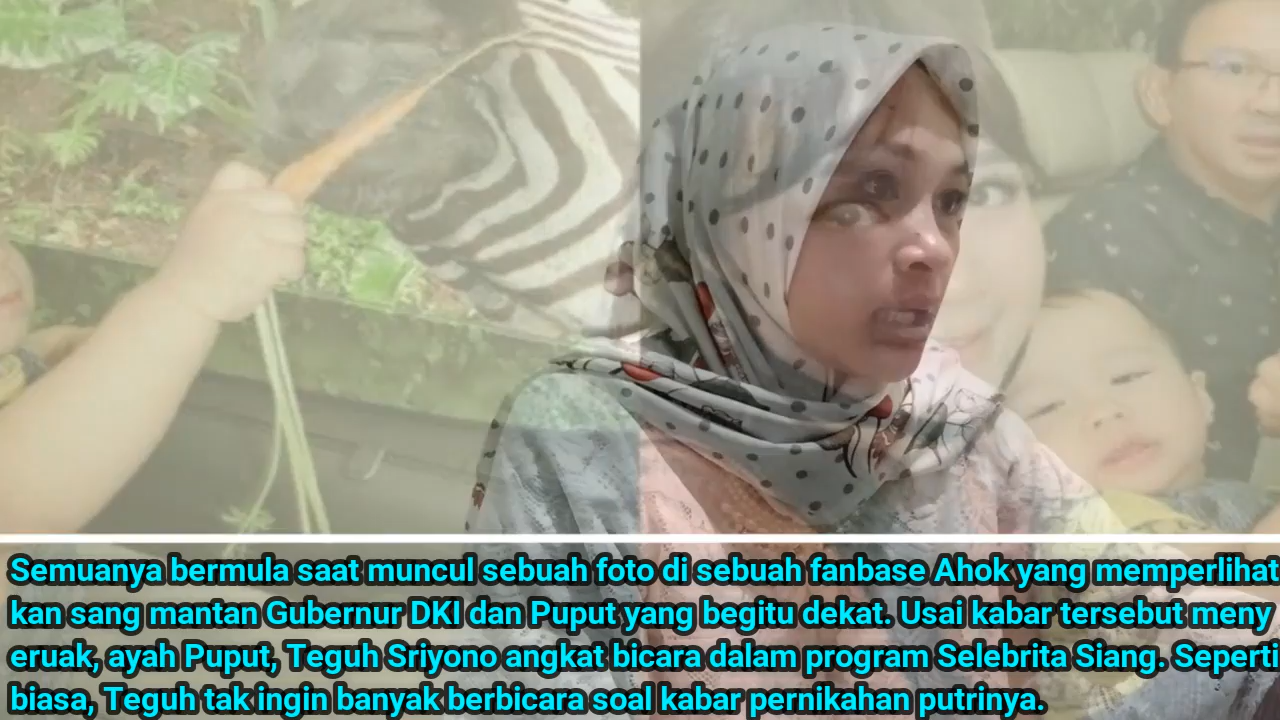 Semuanya bermula saat muncul sebuah foto di sebuah fanbase Ahok yang memperlihat
kan sang mantan Gubernur DKI dan Puput yang begitu dekat. Usai kabar tersebut meny
eruak, ayah Puput, Teguh Sriyono angkat bicara dalam program Selebrita Siang. Seperti
biasa, Teguh tak ingin banyak berbicara soal kabar pernikahan putrinya.